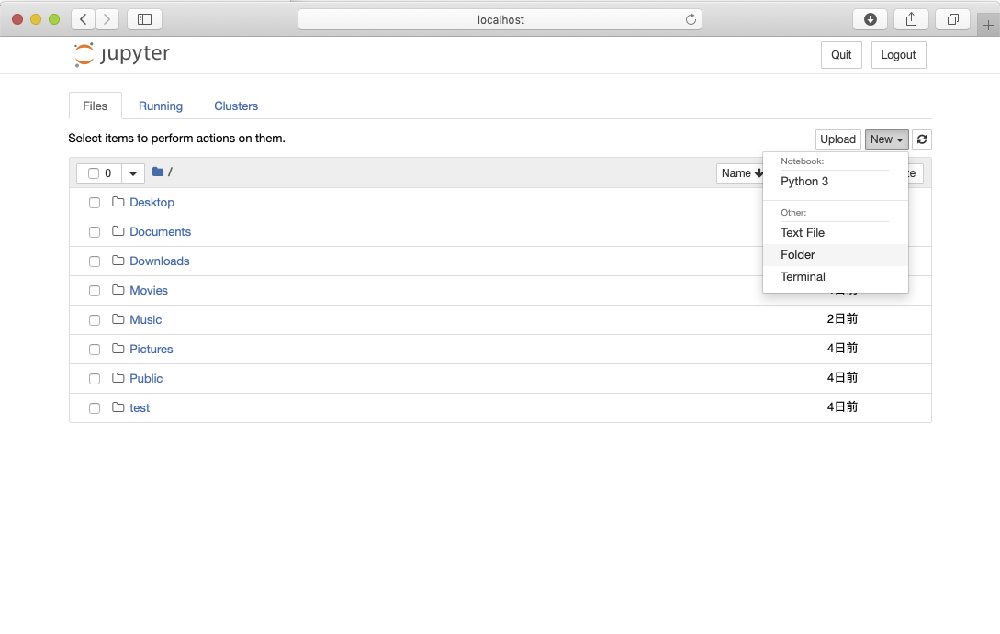 localhost
jupyter
Quit
Logout
Files
Running
Clusters
Select items to perform actions on them.
Upload
New
0
/
Name
Notebook:
Python 3
Other:
Text File
Folder
Terminal
Desktop
Documents
Downloads
Movies
Music
2日前
Pictures
4日前
Public
4日前
test
4日前